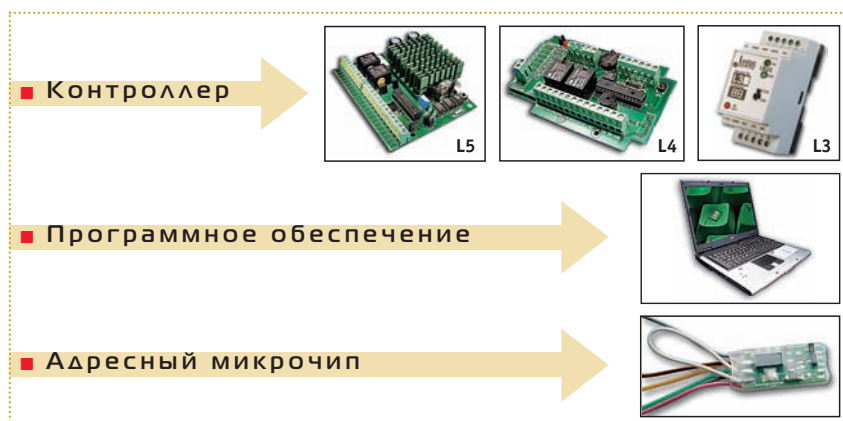 Контроллер
L5
L4
L3
Программное обеспечение
Адресный микрочип